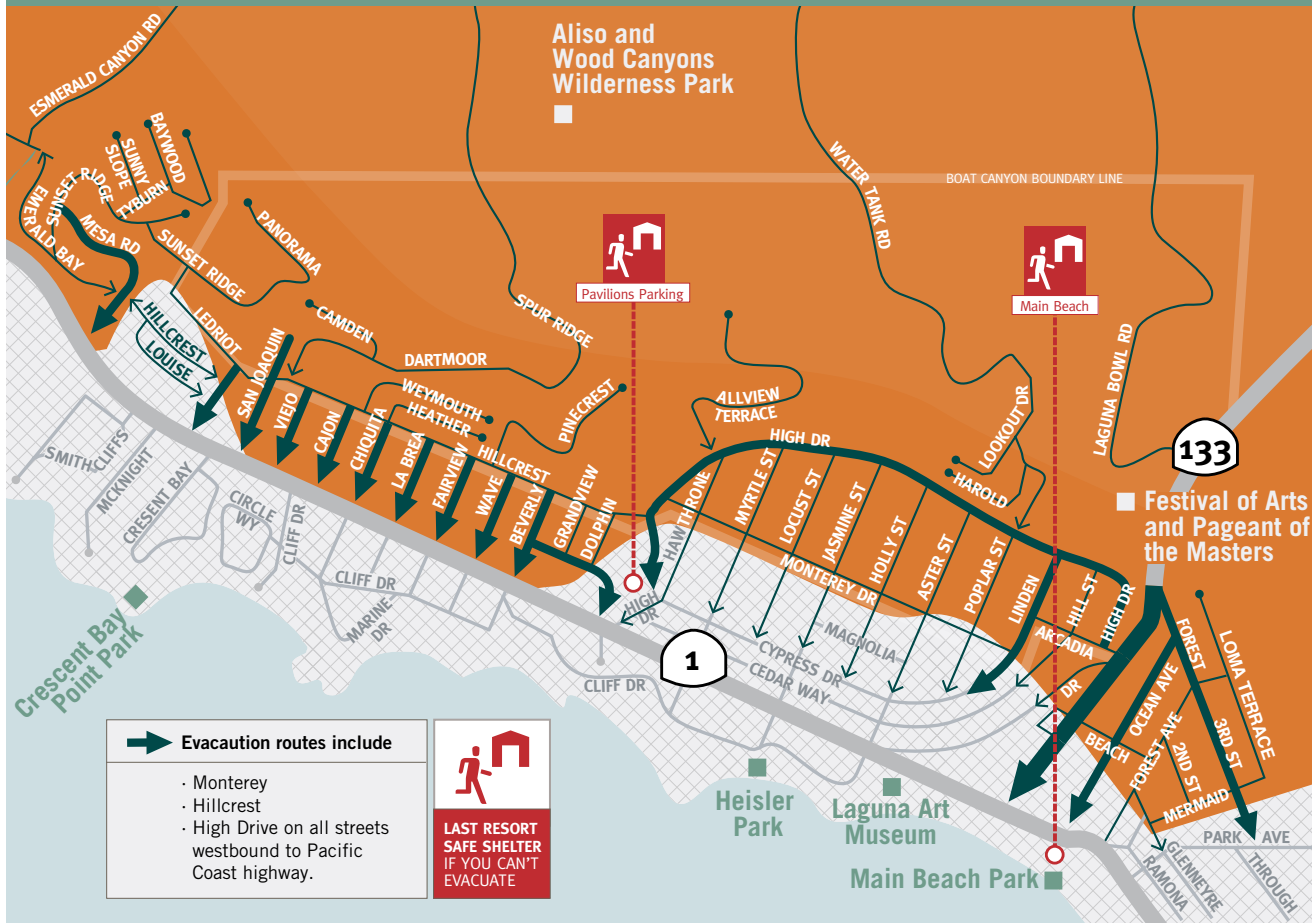 Aliso and
Wood Canyons
Wilderness Park
ESMERALD CANYON RD
BAYWOOD
SUNNY
SLOPE
TYBURN
SUNSET RIDGE
EMERALD BAY
MESA RD
SUNSET RIDGE
PANORAMA
WATER TANK RD
BOAT CANYON BOUNDARY LINE
Pavilions Parking
Main Beach
SPUR RIDGE
LAGUNA BOWL RD
HILLCREST
LOUISE
LEDRIOT
CAMDEN
DARTMOOR
SAN JOAQUIN
VIEJO
CAJON
CHIQUITA
WEYMOUTH
HEATHER
LA BREA
FAIRVIEW
HILLCREST
WAVE
BEVERLY
GRANDVIEW
DOLPHIN
PINECREST
ALLVIEW
TERRACE
HIGH DR
LOOKOUT DR
HAROLD
133
Festival of Arts
and Pageant of
the Masters
HAWTHRONE
MYRTLE ST
LOCUST ST
JASMINE ST
HOLLY ST
ASTER ST
POPLAR ST
LINDEN
HILL ST
HIGH DR
MONTEREY DR
ARCADIA
HIGH
DR
MAGNOLIA
CYPRESS DR
CEDAR WAY
SMITH
CLIFFS
MCKNIGHT
CRESENT BAY
CIRCLE
WY
CLIFF DR
CLIFF DR
MARINE
DR
CLIFF DR
1
DR
BEACH
OCEAN AVE
FOREST AVE
2ND ST
FOREST
3RD ST
LOMA TERRACE
MERMAID
PARK AVE
GLENNEYRE
RAMONA
THROUGH
Crescent Bay
Point Park
Heisler
Park
Laguna Art
Museum
Main Beach Park
Evacaution routes include
· Monterey
· Hillcrest
· High Drive on all streets
westbound to Pacific
Coast highway.
LAST RESORT
SAFE SHELTER
IF YOU CAN'T
EVACUATE